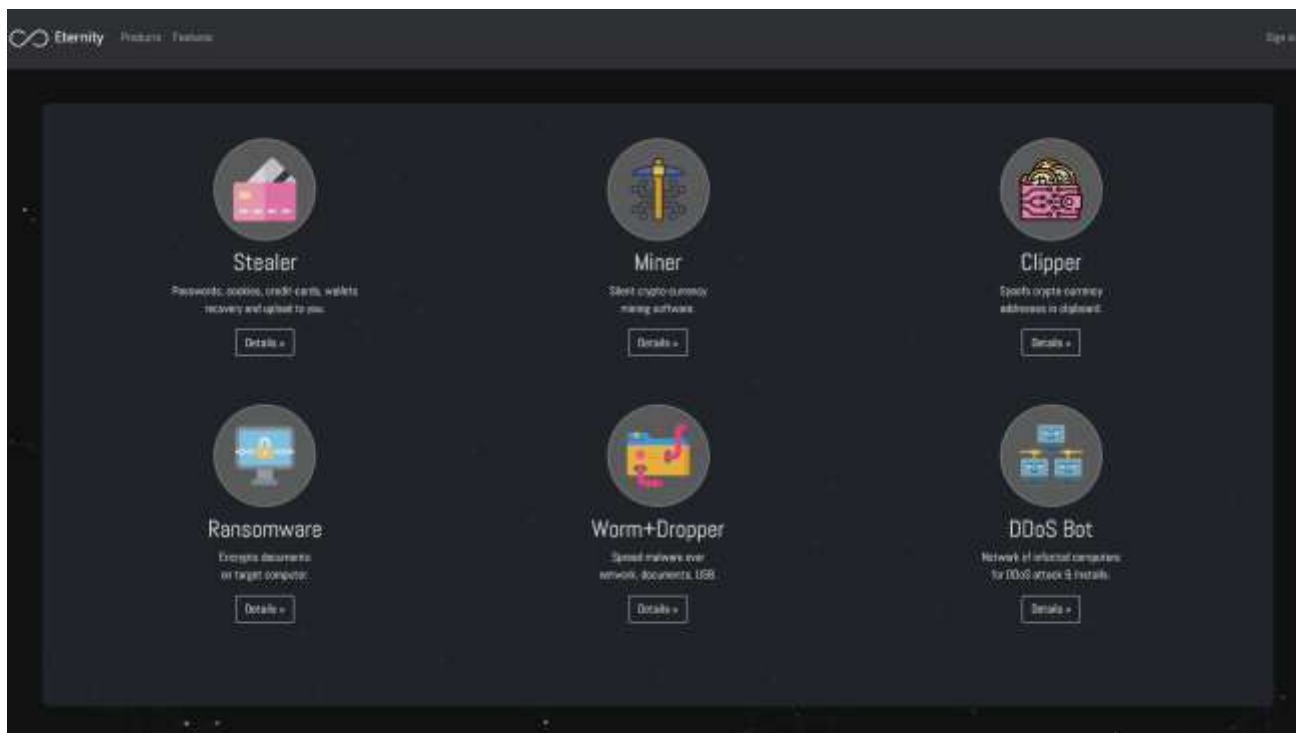 Eternity Products Features Sign in
Stealer
Passwords, cookies, credit-cards, wallets
recovery and upload to you.
Details »
Miner
Silent crypto-currency
mining software.
Details »
Clipper
Spoofs crypto-currency
addresses in clipboard.
Details »
Ransomware
Encrypts documents
on target computer.
Details »
Worm+Dropper
Spread malware over
network, documents, USB.
Details »
DDoS Bot
Network of infected computers
for DDoS attack & installs.
Details »